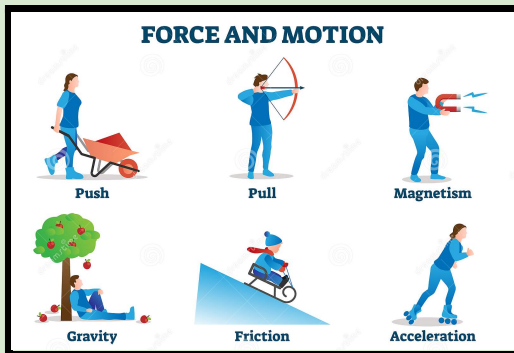 FORCE AND MOTION
Push
Pull
Magnetism
Gravity
Friction
Acceleration